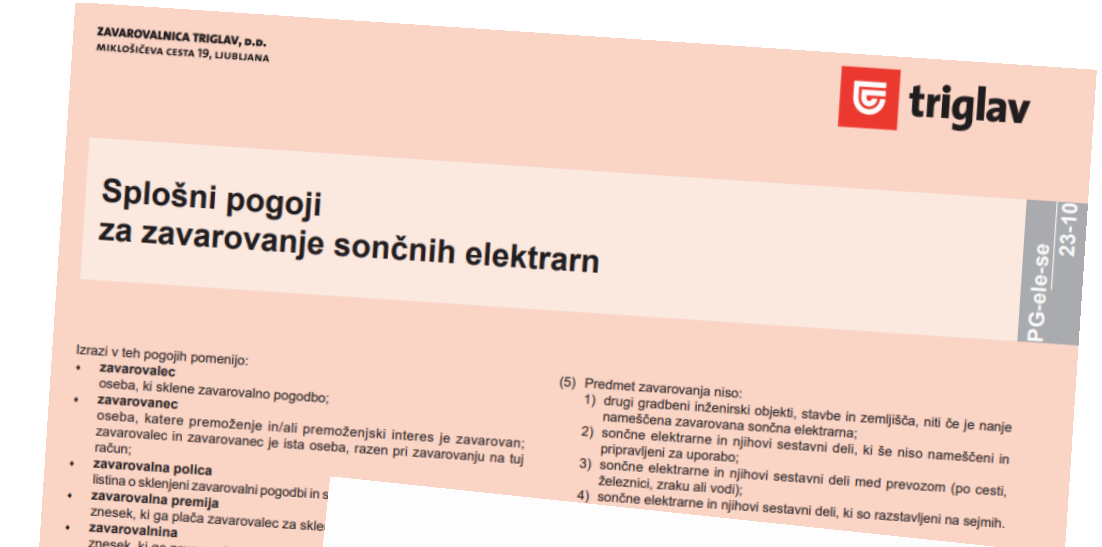 ZAVAROVALNICA TRIGLAV, D.D.
MIKLOŠIČEVA CESTA 19, LJUBLJANA
triglav
Splošni pogoji
za zavarovanje sončnih elektrarn
PG-ele-se
23-10
Izrazi v teh pogojih pomenijo:
• zavarovalec
oseba, ki sklene zavarovalno pogodbo;
• zavarovanec
oseba, katere premoženje in/ali premoženjski interes je zavarovan;
zavarovalec in zavarovanec je ista oseba, razen pri zavarovanju na tuj
račun;
• zavarovalna polica
listina o sklenjeni zavarovalni pogodbi in s
• zavarovalna premija
znesek, ki ga plača zavarovalec za skle
• zavarovalnina
znesek, ki ga
(5) Predmet zavarovanja niso:
1) drugi gradbeni inženirski objekti, stavbe in zemljišča, niti če je nanje
nameščena zavarovana sončna elektrarna;
2) sončne elektrarne in njihovi sestavni deli, ki še niso nameščeni in
pripravljeni za uporabo;
3) sončne elektrarne in njihovi sestavni deli med prevozom (po cesti,
železnici, zraku ali vodi);
4) sončne elektrarne in njihovi sestavni deli, ki so razstavljeni na sejmih.